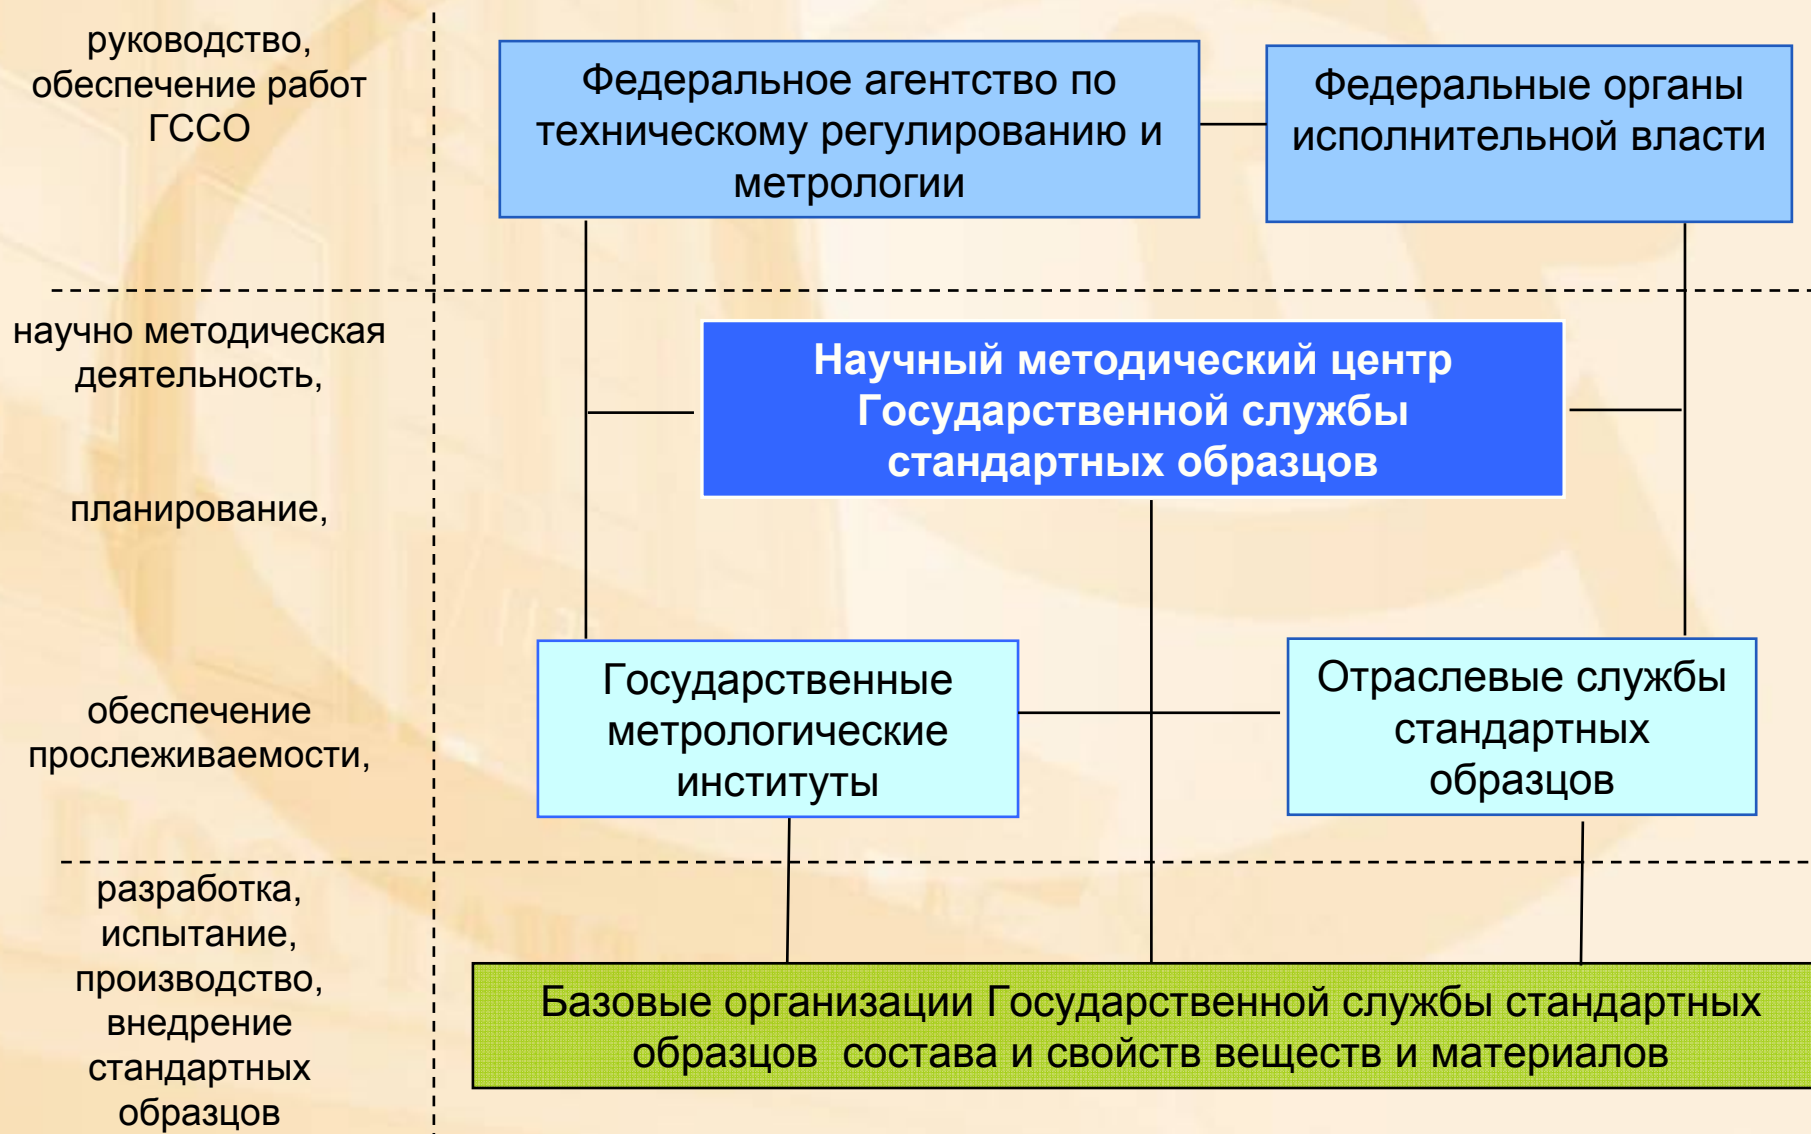 руководство,
обеспечение работ
ГССО
Федеральное агентство по
техническому регулированию и
метрологии
Федеральные органы
исполнительной власти
научно методическая
деятельность,
планирование,
обеспечение
прослеживаемости,
Научный методический центр
Государственной службы
стандартных образцов
Государственные
метрологические
институты
Отраслевые службы
стандартных
образцов
разработка,
испытание,
производство,
внедрение
стандартных
образцов
Базовые организации Государственной службы стандартных
образцов состава и свойств веществ и материалов